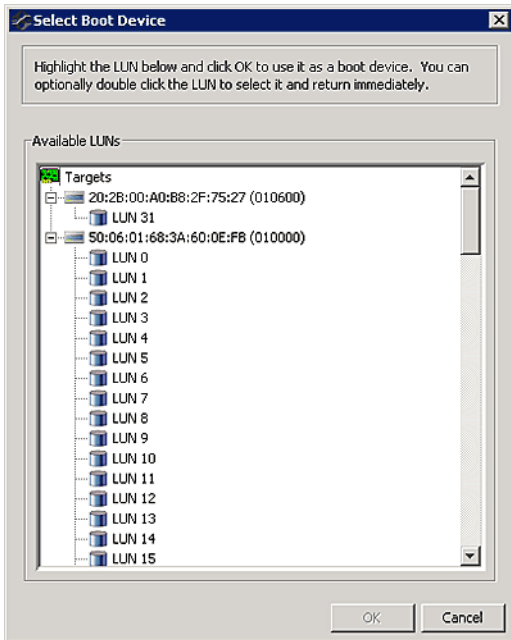 Select Boot Device
Highlight the LUN below and click OK to use it as a boot device. You can
optionally double click the LUN to select it and return immediately.
Available LUNs
Targets
20:2B:00:A0:B8:2F:75:27 (010600)
LUN 31
50:06:01:68:3A:60:0E:FB (010000)
LUN 0
LUN 1
LUN 2
LUN 3
LUN 4
LUN 5
LUN 6
LUN 7
LUN 8
LUN 9
LUN 10
LUN 11
LUN 12
LUN 13
LUN 14
LUN 15
OK Cancel